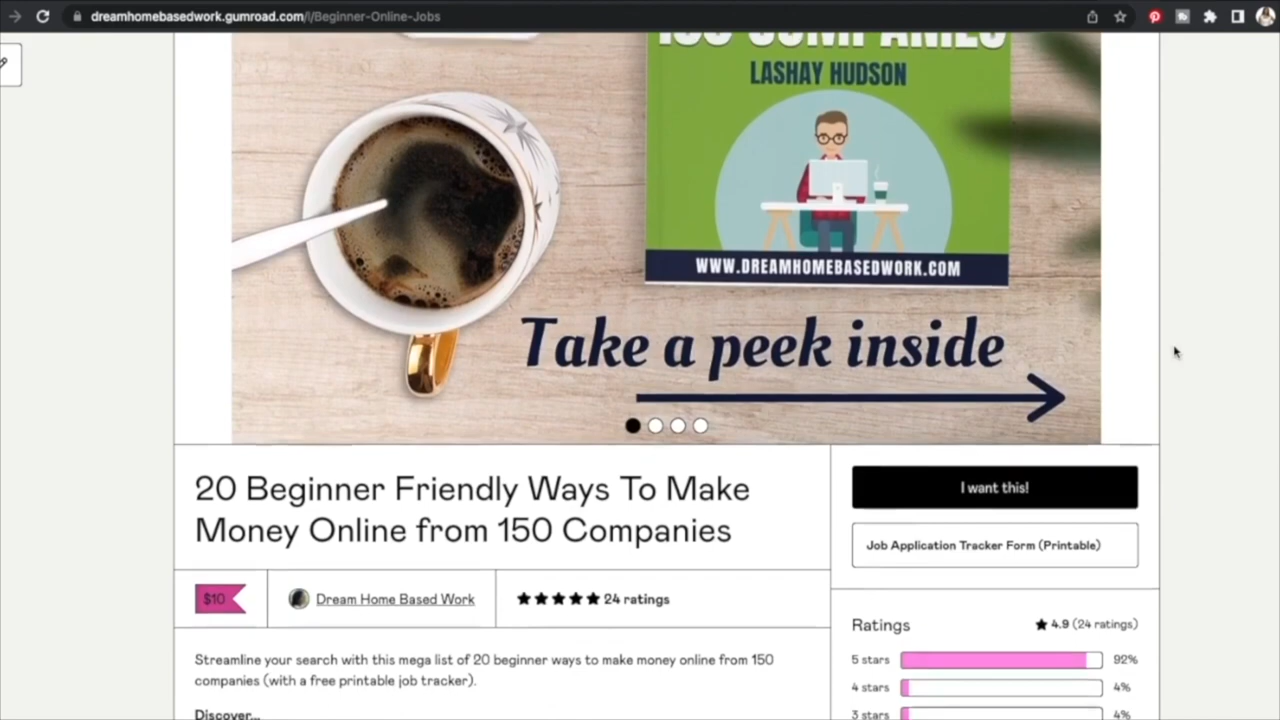 dreamhomebasedwork.gumroad.com/l/Beginner-Online-Jobs
150 COMPANIES
LASHAY HUDSON
WWW.DREAMHOMEBASEDWORK.COM
Take a peek inside
20 Beginner Friendly Ways To Make
Money Online from 150 Companies
I want this!
Job Application Tracker Form (Printable)
$10
Dream Home Based Work
24 ratings
Ratings
4.9 (24 ratings)
5 stars
92%
4 stars
4%
3 stars
4%
Streamline your search with this mega list of 20 beginner ways to make money online from 150
companies (with a free printable job tracker).
Discover...